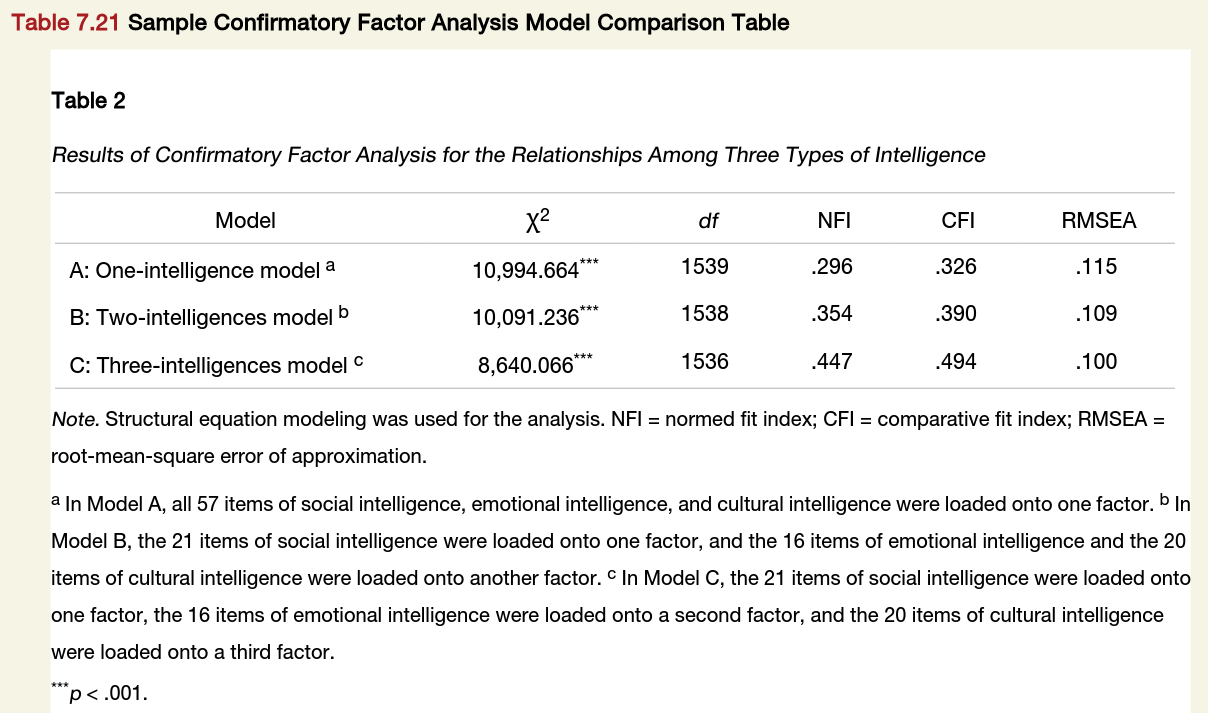 Table 7.21 Sample Confirmatory Factor Analysis Model Comparison Table
Table 2
Results of Confirmatory Factor Analysis for the Relationships Among Three Types of Intelligence
Model χ2 df NFI CFI RMSEA
A: One-intelligence model a 10,994.664*** 1539 .296 .326 .115
B: Two-intelligences model b 10,091.236*** 1538 .354 .390 .109
C: Three-intelligences model c 8,640.066*** 1536 .447 .494 .100
Note. Structural equation modeling was used for the analysis. NFI = normed fit index; CFI = comparative fit index; RMSEA =
root-mean-square error of approximation.
a In Model A, all 57 items of social intelligence, emotional intelligence, and cultural intelligence were loaded onto one factor. b In
Model B, the 21 items of social intelligence were loaded onto one factor, and the 16 items of emotional intelligence and the 20
items of cultural intelligence were loaded onto another factor. c In Model C, the 21 items of social intelligence were loaded onto
one factor, the 16 items of emotional intelligence were loaded onto a second factor, and the 20 items of cultural intelligence
were loaded onto a third factor.
***p < .001.